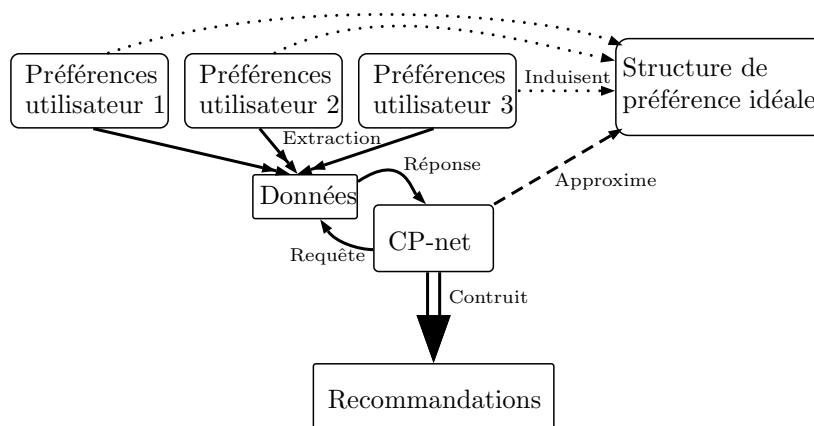 Préférences
utilisateur 1
Préférences
utilisateur 2
Préférences
utilisateur 3
Induisent
Structure de
préférence idéale
Extraction
Réponse
Données
Approxime
Requête
CP-net
Contruit
Recommandations